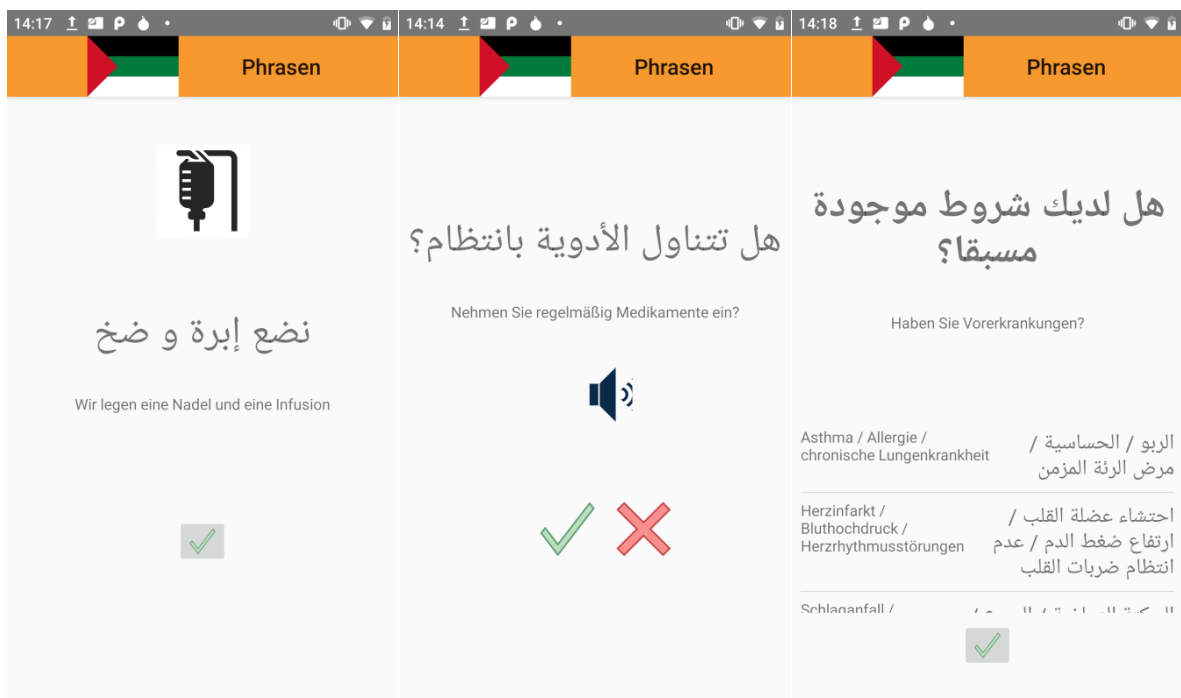 14:17
Phrasen
نضع إبرة و ضخ
Wir legen eine Nadel und eine Infusion
14:14
Phrasen
هل تتناول الأدوية بانتظام؟
Nehmen Sie regelmäßig Medikamente ein?
14:18
Phrasen
هل لديك شروط موجودة
مسبقا؟
Haben Sie Vorerkrankungen?
Asthma / Allergie /
chronische Lungenkrankheit
الربو / الحساسية /
مرض الرئة المزمن
Herzinfarkt /
Bluthochdruck /
Herzrhythmusstörungen
احتشاء عضلة القلب /
ارتفاع ضغط الدم / عدم
انتظام ضربات القلب
Schlaganfall /